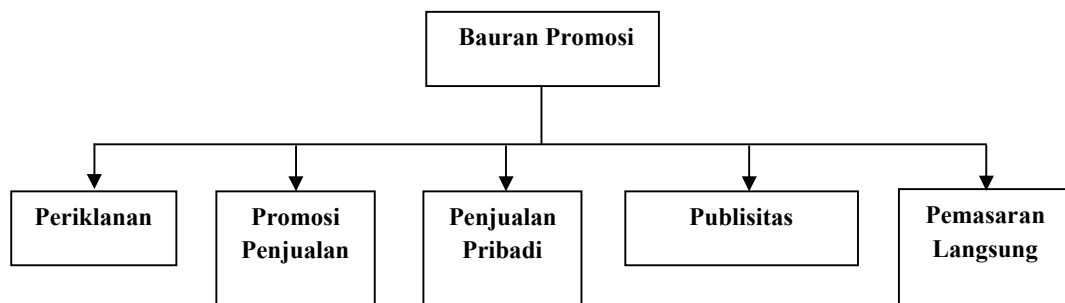 Bauran Promosi
Periklanan
Promosi
Penjualan
Penjualan
Pribadi
Publisitas
Pemasaran
Langsung